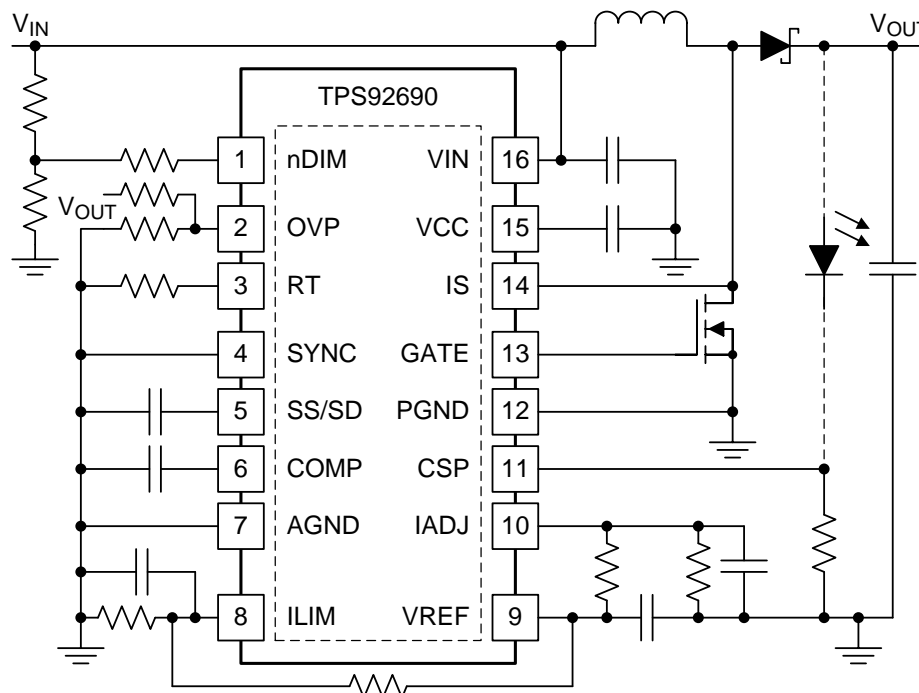 VIN
VOUT
TPS92690
1 nDIM VIN 16
VOUT
2 OVP VCC 15
3 RT IS 14
4 SYNC GATE 13
5 SS/SD PGND 12
6 COMP CSP 11
7 AGND IADJ 10
8 ILIM VREF 9